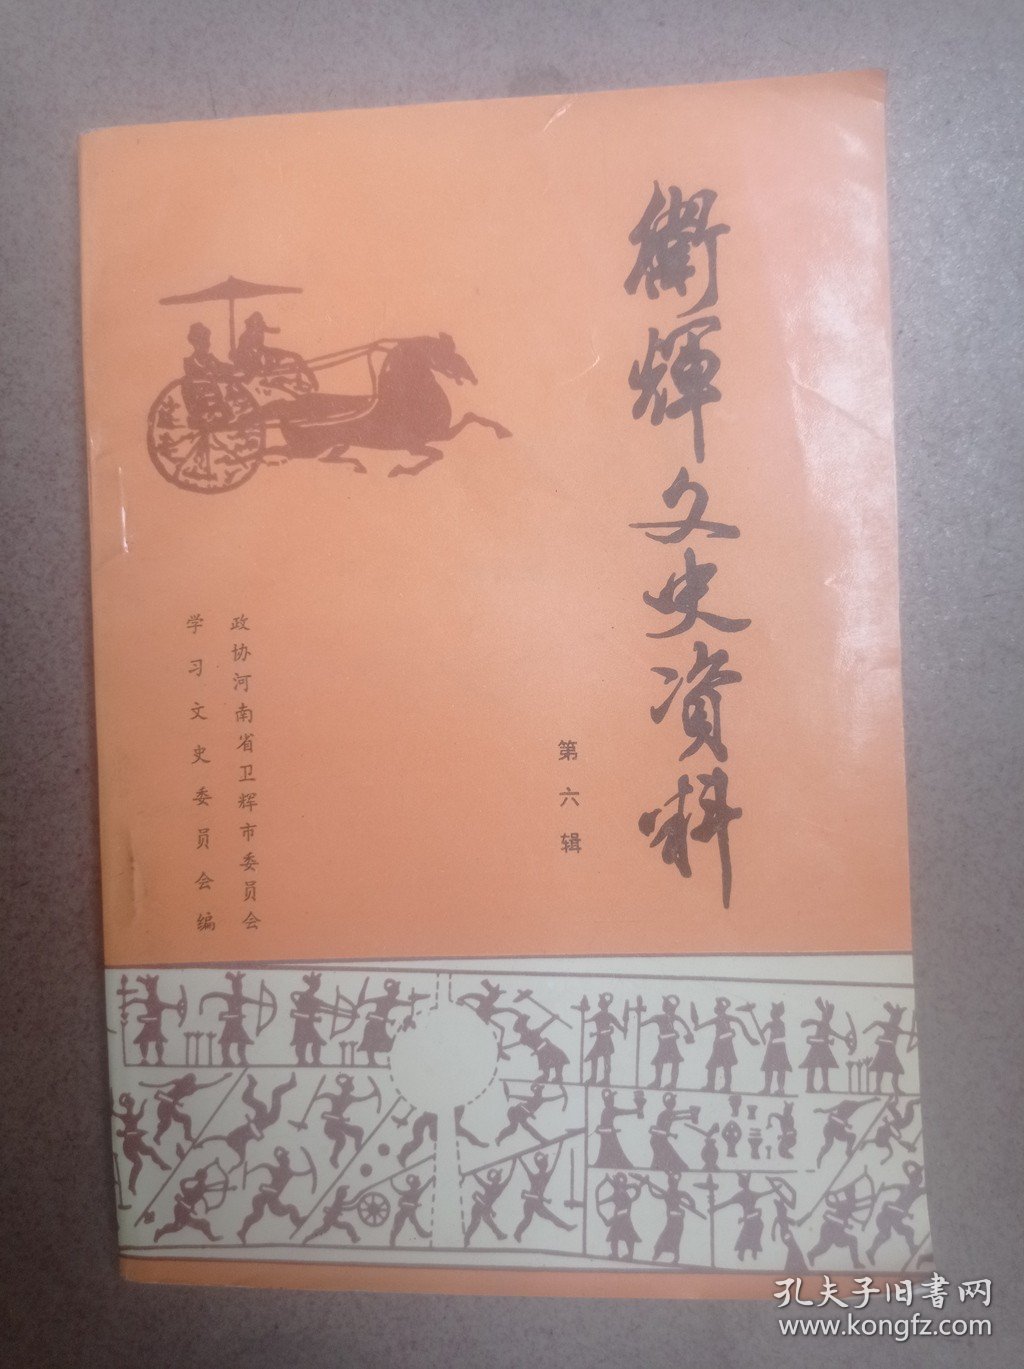 衛輝文史資料
第六辑
政协河南省卫辉市委员会
学习文史委员会编
孔夫子旧書网
www.kongfz.com